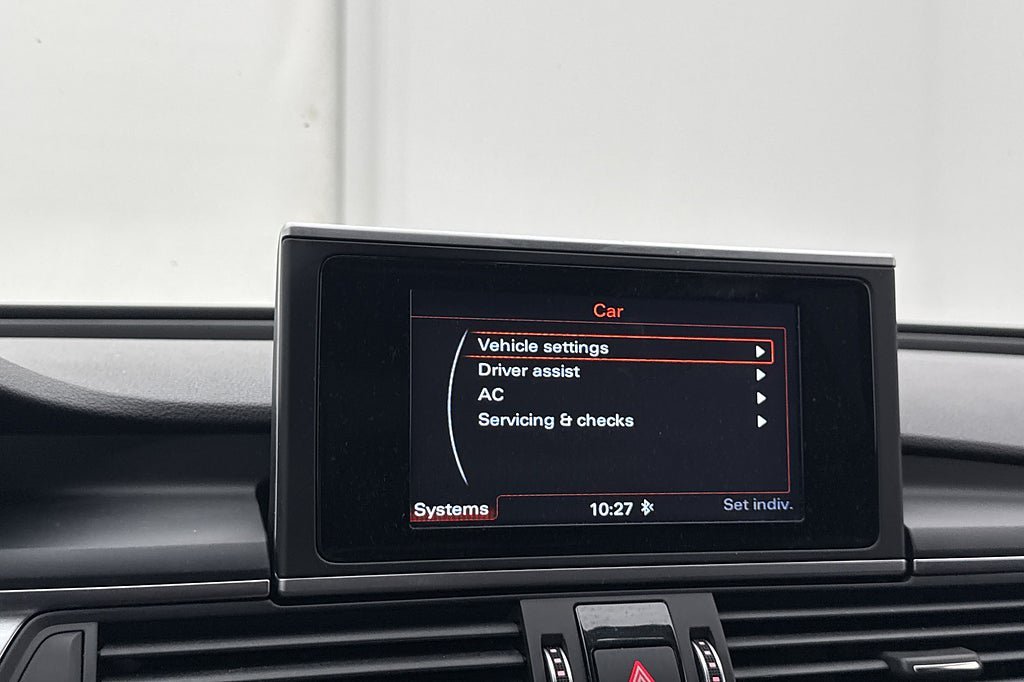 Car
Vehicle settings
Driver assist
AC
Servicing & checks
Systems 10:27 Set indiv.